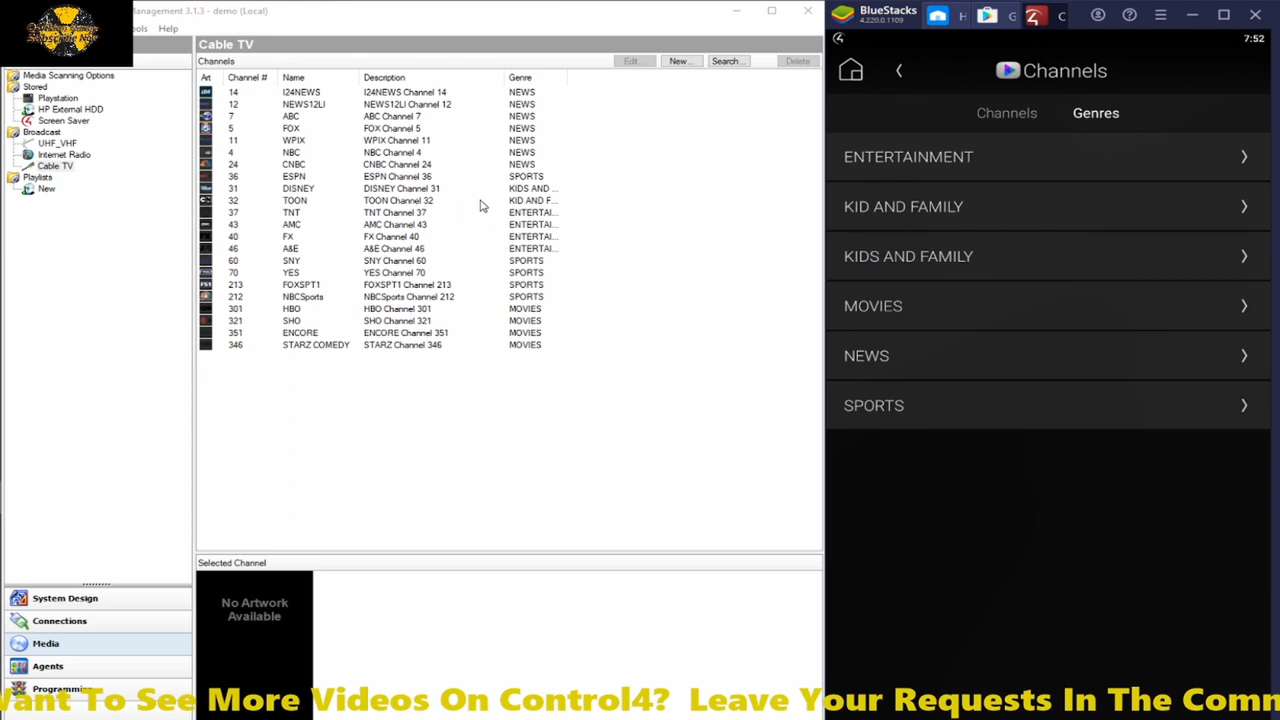 Management 3.1.3 - demo (Local)
Subscribe Now
ols Help
Cable TV
Channels Edit... New... Search... Delete
Media Scanning Options
Stored
Playstation
HP External HDD
Screen Saver
Broadcast
UHF_VHF
Internet Radio
Cable TV
Playlists
New
Art Channel # Name Description Genre
14 I24NEWS I24NEWS Channel 14 NEWS
12 NEWS12LI NEWS12LI Channel 12 NEWS
7 ABC ABC Channel 7 NEWS
5 FOX FOX Channel 5 NEWS
11 WPIX WPIX Channel 11 NEWS
4 NBC NBC Channel 4 NEWS
24 CNBC CNBC Channel 24 NEWS
36 ESPN ESPN Channel 36 SPORTS
31 DISNEY DISNEY Channel 31 KIDS AND ...
32 TOON TOON Channel 32 KID AND F...
37 TNT TNT Channel 37 ENTERTAI...
43 AMC AMC Channel 43 ENTERTAI...
40 FX FX Channel 40 ENTERTAI...
46 A&E A&E Channel 46 ENTERTAI...
60 SNY SNY Channel 60 SPORTS
70 YES YES Channel 70 SPORTS
213 FOXSPT1 FOXSPT1 Channel 213 SPORTS
212 NBCSports NBCSports Channel 212 SPORTS
301 HBO HBO Channel 301 MOVIES
321 SHO SHO Channel 321 MOVIES
351 ENCORE ENCORE Channel 351 MOVIES
346 STARZ COMEDY STARZ Channel 346 MOVIES
Selected Channel
No Artwork
Available
System Design
Connections
Media
Agents
Programming
BlueStacks
4.220.0.1109
H G C
7:52
Channels
Channels Genres
ENTERTAINMENT
KID AND FAMILY
KIDS AND FAMILY
MOVIES
NEWS
SPORTS
Want To See More Videos On Control4? Leave Your Requests In The Comm